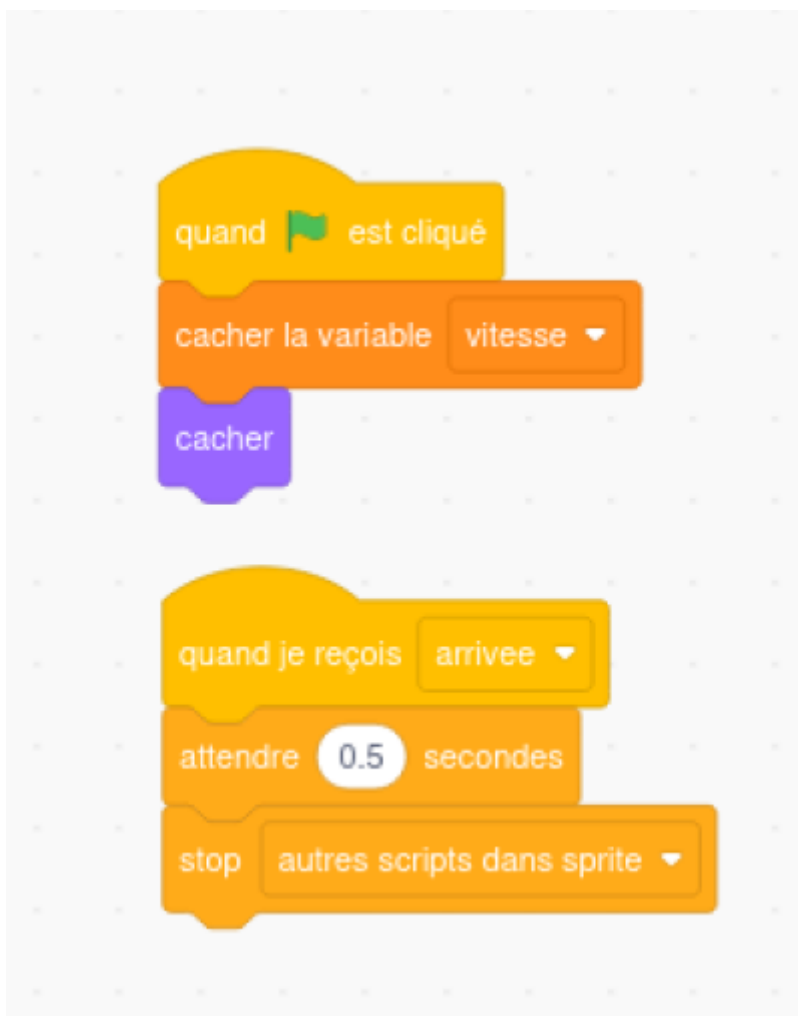 quand est cliqué
cacher la variable vitesse
cacher
quand je reçois arrivee
attendre 0.5 secondes
stop autres scripts dans sprite